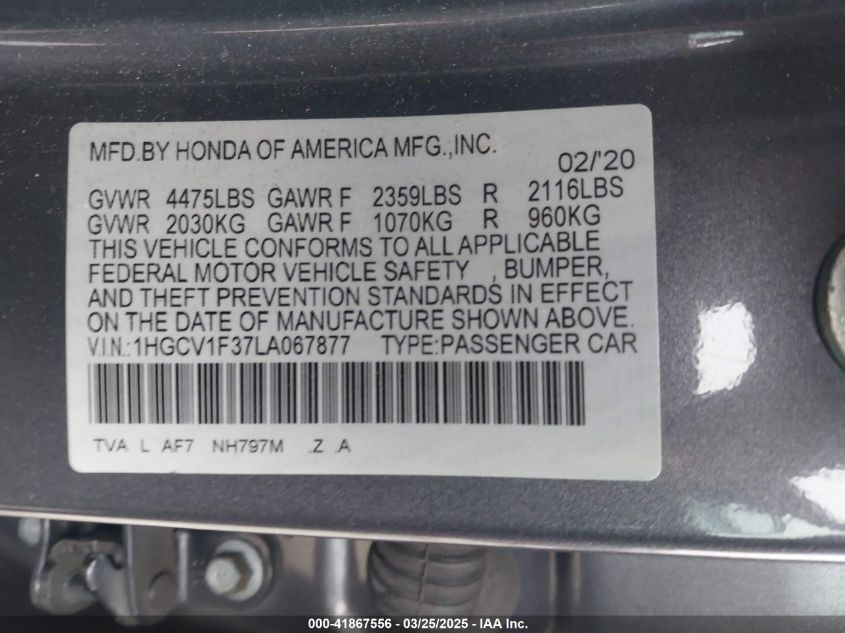 MFD.BY HONDA OF AMERICA MFG.,INC.
02/'20
GVWR 4475LBS GAWR F 2359LBS R 2116LBS
GVWR 2030KG GAWR F 1070KG R 960KG
THIS VEHICLE CONFORMS TO ALL APPLICABLE
FEDERAL MOTOR VEHICLE SAFETY , BUMPER,
AND THEFT PREVENTION STANDARDS IN EFFECT
ON THE DATE OF MANUFACTURE SHOWN ABOVE.
V.I.N.:1HGCV1F37LA067877 TYPE:PASSENGER CAR
TVA L AF7 NH797M .Z .A
000-41867556 — 03/25/2025 — IAA Inc.